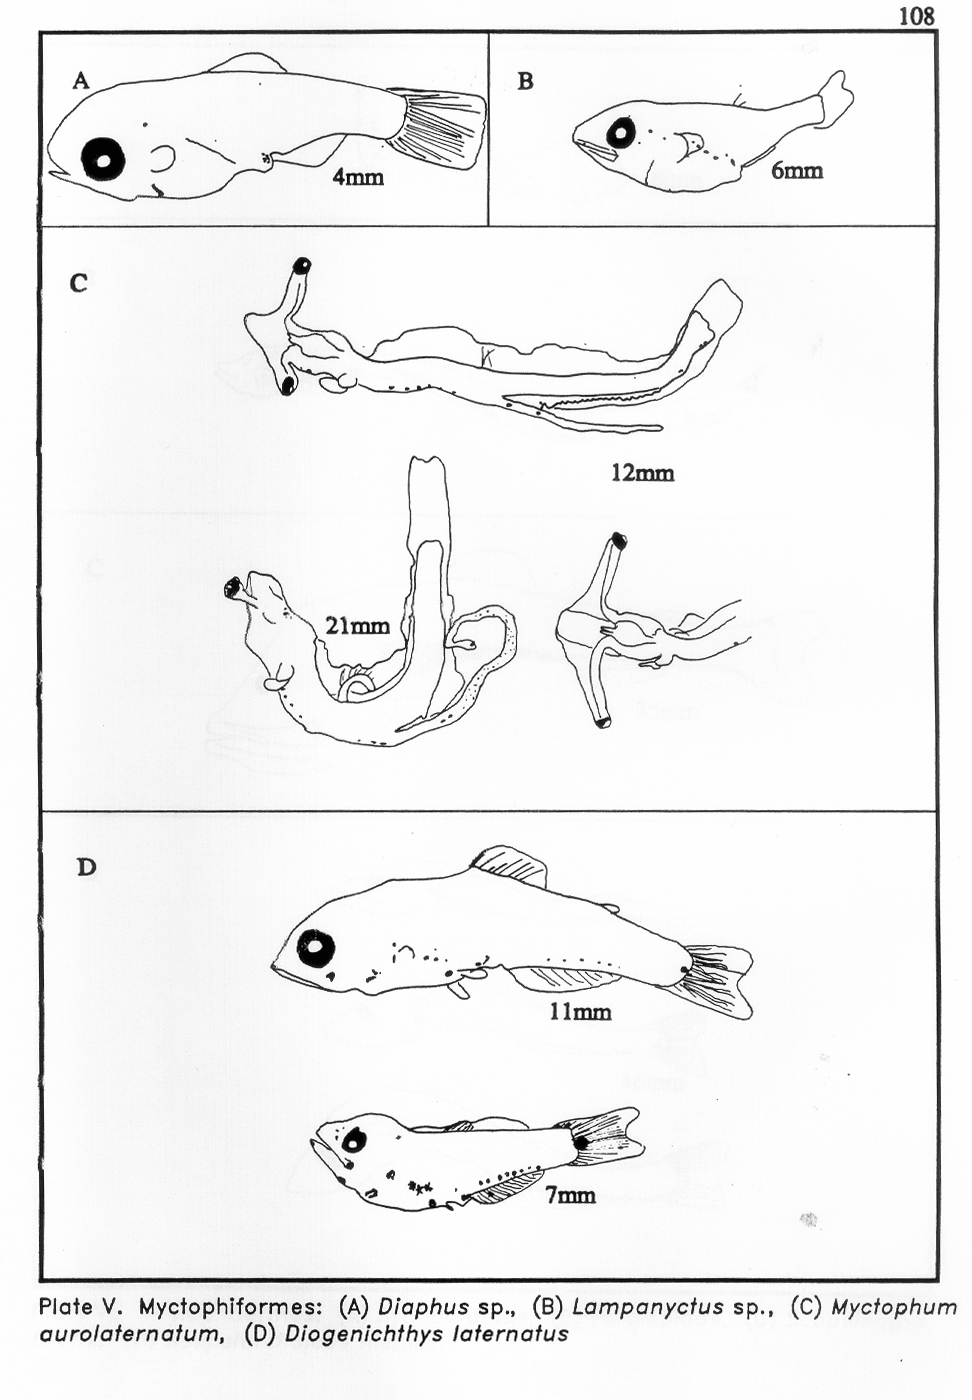 108
A
B
4mm
6mm
C
12mm
21mm
D
11mm
7mm
Plate V. Myctophiformes: (A) Diaphus sp., (B) Lampanyctus sp., (C) Myctophum
aurolaternatum, (D) Diogenichthys laternatus